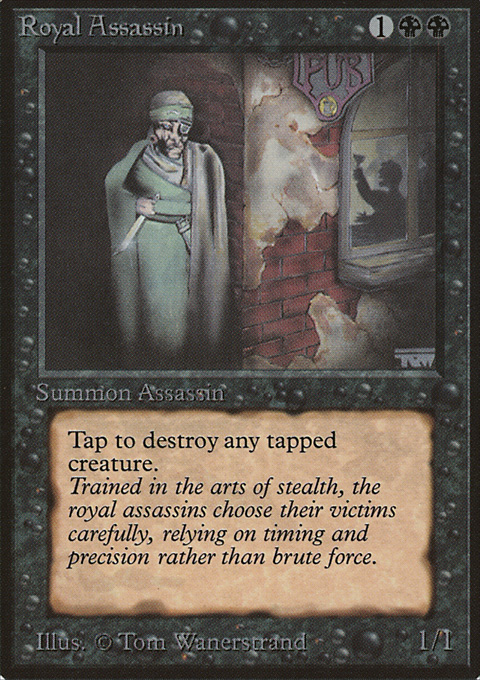 Royal Assassin 1
PUB
TCW
Summon Assassin
Tap to destroy any tapped
creature.
Trained in the arts of stealth, the
royal assassins choose their victims
carefully, relying on timing and
precision rather than brute force.
Illus. © Tom Wanerstrand 1/1